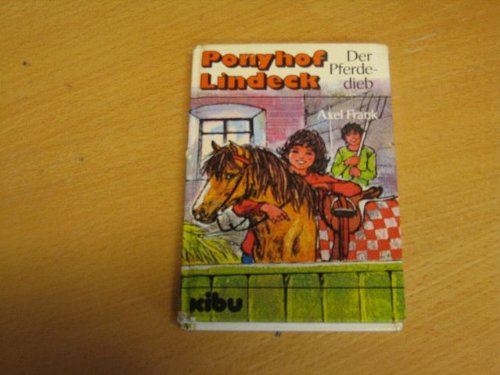 Ponyhof
Lindeck
Der
Pferde-
dieb
Axel Frank
kibu